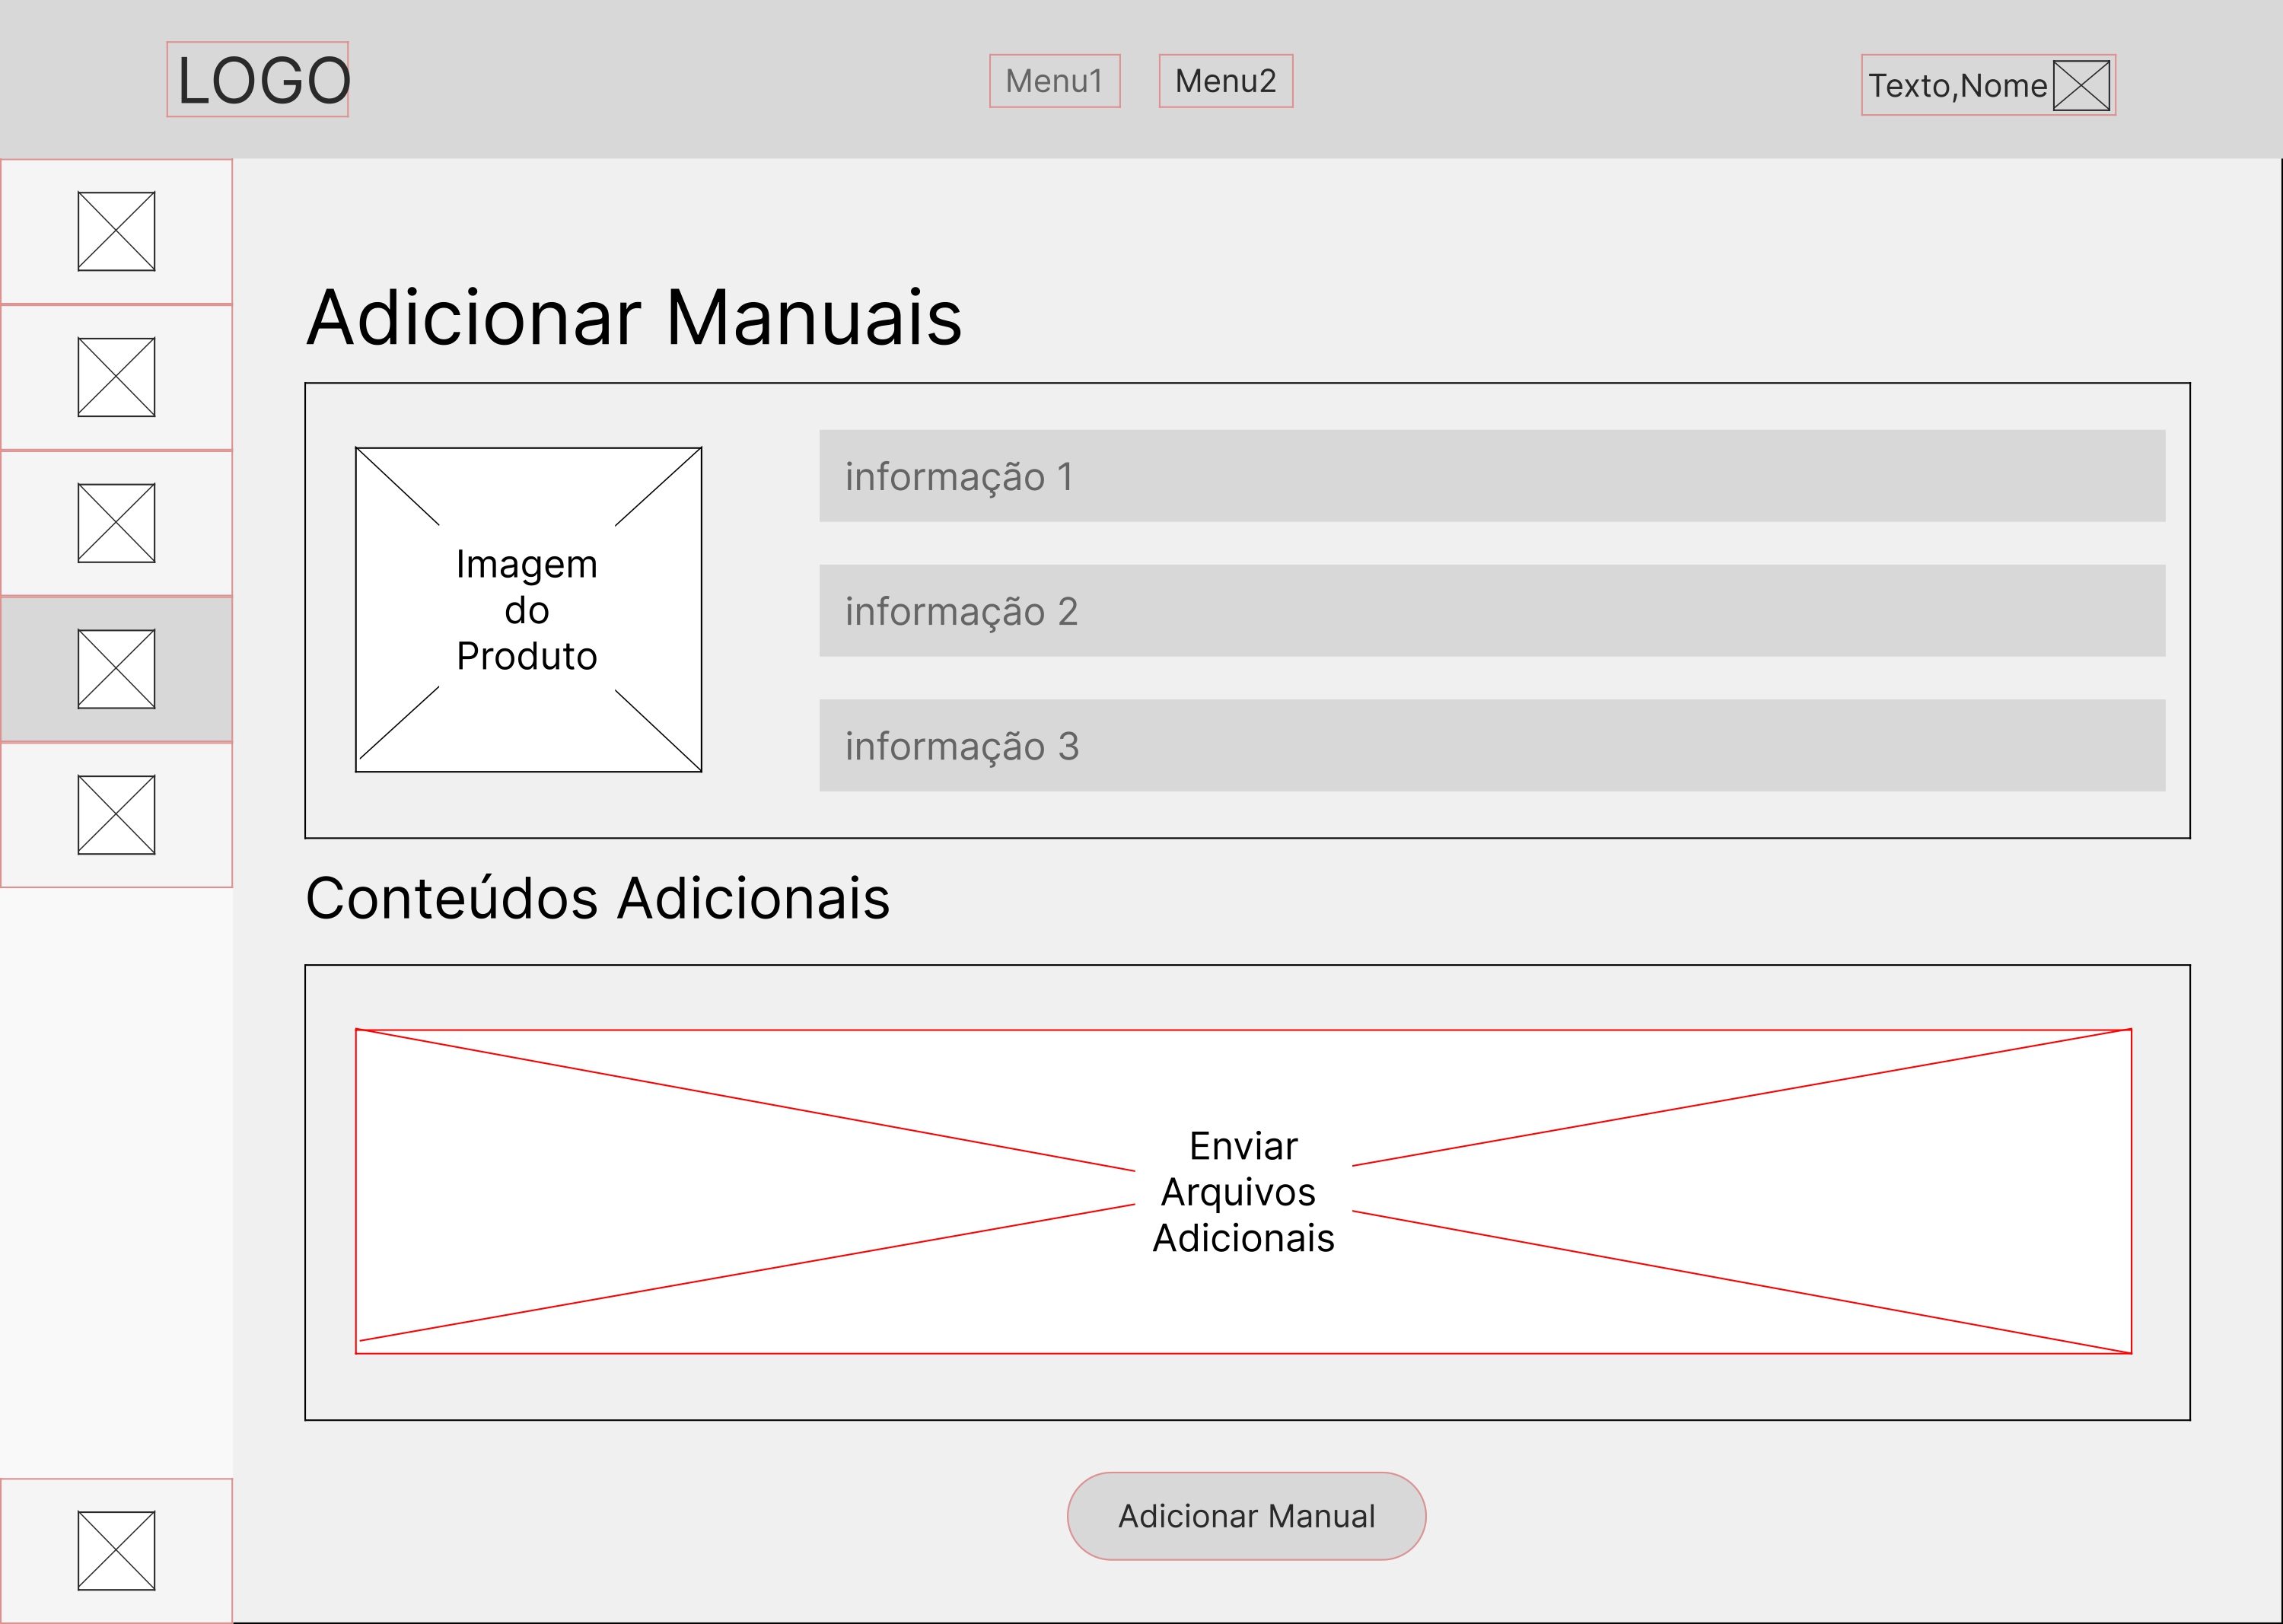 LOGO
Menu1
Menu2
Texto,Nome
Adicionar Manuais
Imagem
do
Produto
informação 1
informação 2
informação 3
Conteúdos Adicionais
Enviar
Arquivos
Adicionais
Adicionar Manual